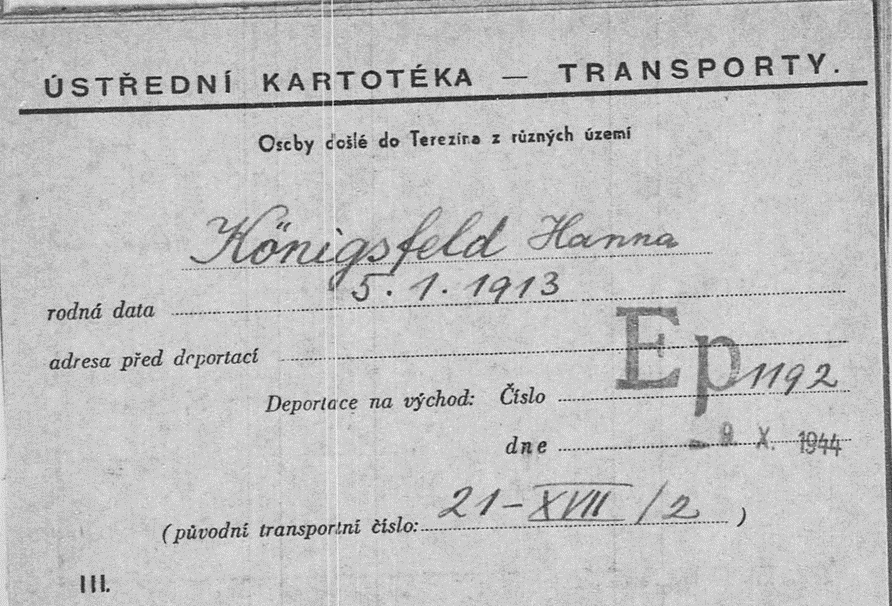 ÚSTŘEDNÍ KARTOTÉKA — TRANSPORTY.
Osoby došlé do Terezína z různých území
Königsfeld Hanna
rodná data 5. 1. 1913
adresa před deportací
Deportace na východ: Číslo Ep 1192
dne - 9. X. 1944
(původní transportní číslo: 21-XVII/2)
III.